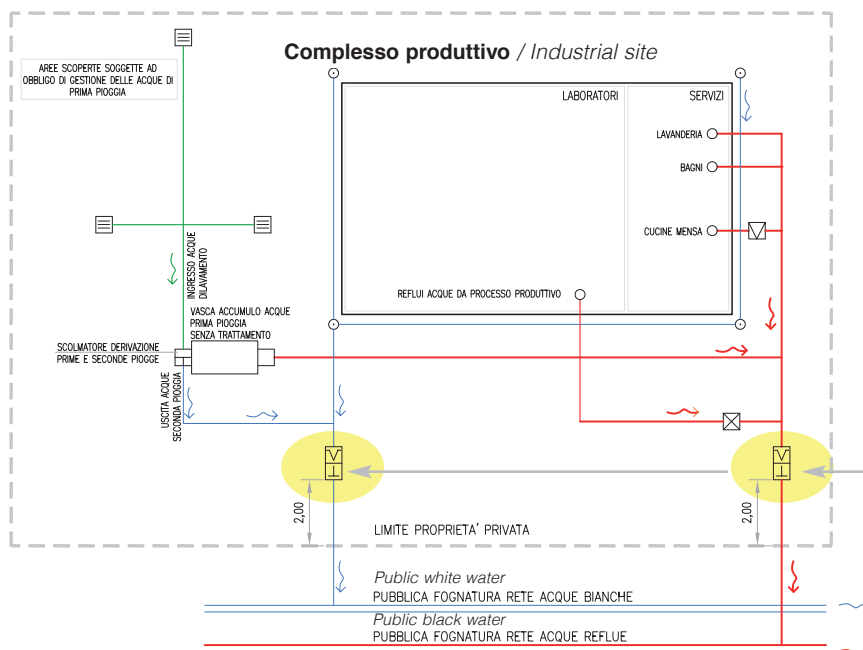 Complesso produttivo / Industrial site
AREE SCOPERTE SOGGETTE AD
OBBLIGO DI GESTIONE DELLE ACQUE DI
PRIMA PIOGGIA
LABORATORI
SERVIZI
LAVANDERIA
BAGNI
CUCINE MENSA
INGRESSO ACQUE
DILAVAMENTO
REFLUI ACQUE DA PROCESSO PRODUTTIVO
VASCA ACCUMULO ACQUE
PRIMA PIOGGIA
SENZA TRATTAMENTO
SCOLMATORE DERIVAZIONE
PRIME E SECONDE PIOGGE
USCITA ACQUE
SECONDA PIOGGIA
2,00
2,00
LIMITE PROPRIETA' PRIVATA
Public white water
PUBBLICA FOGNATURA RETE ACQUE BIANCHE
Public black water
PUBBLICA FOGNATURA RETE ACQUE REFLUE